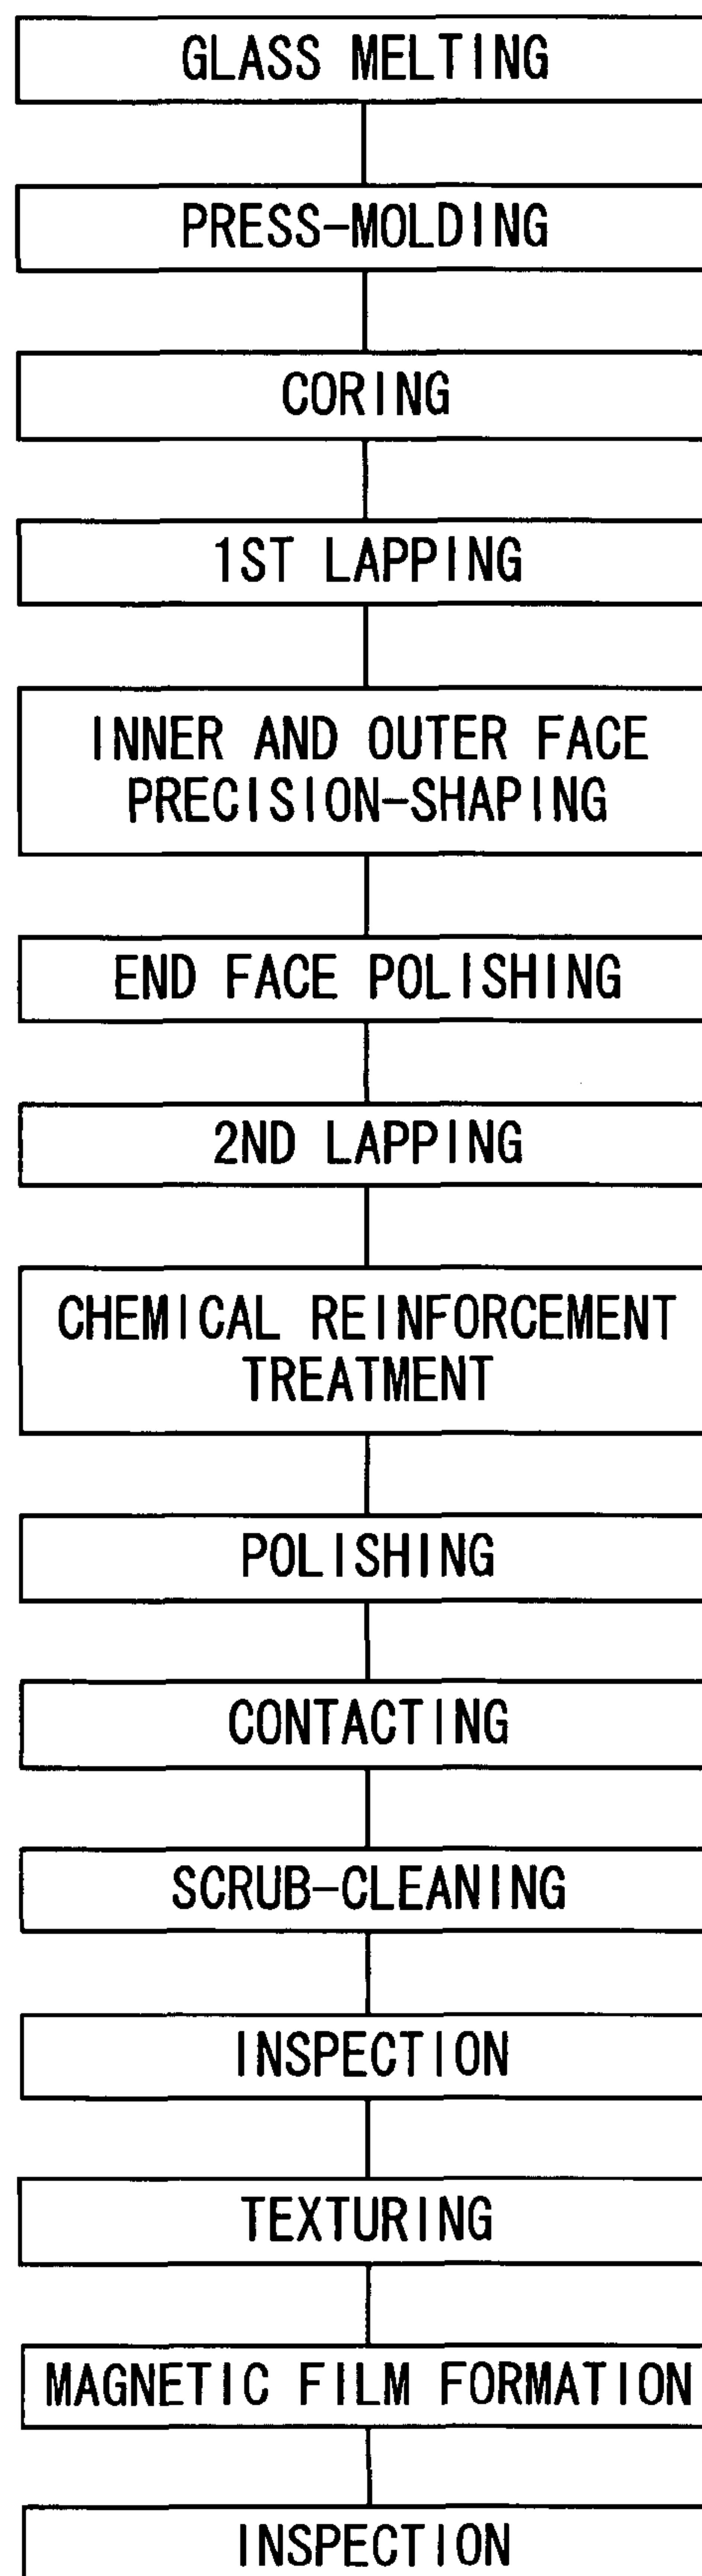 GLASS MELTING
PRESS-MOLDING
CORING
1ST LAPPING
INNER AND OUTER FACE
PRECISION-SHAPING
END FACE POLISHING
2ND LAPPING
CHEMICAL REINFORCEMENT
TREATMENT
POLISHING
CONTACTING
SCRUB-CLEANING
INSPECTION
TEXTURING
MAGNETIC FILM FORMATION
INSPECTION